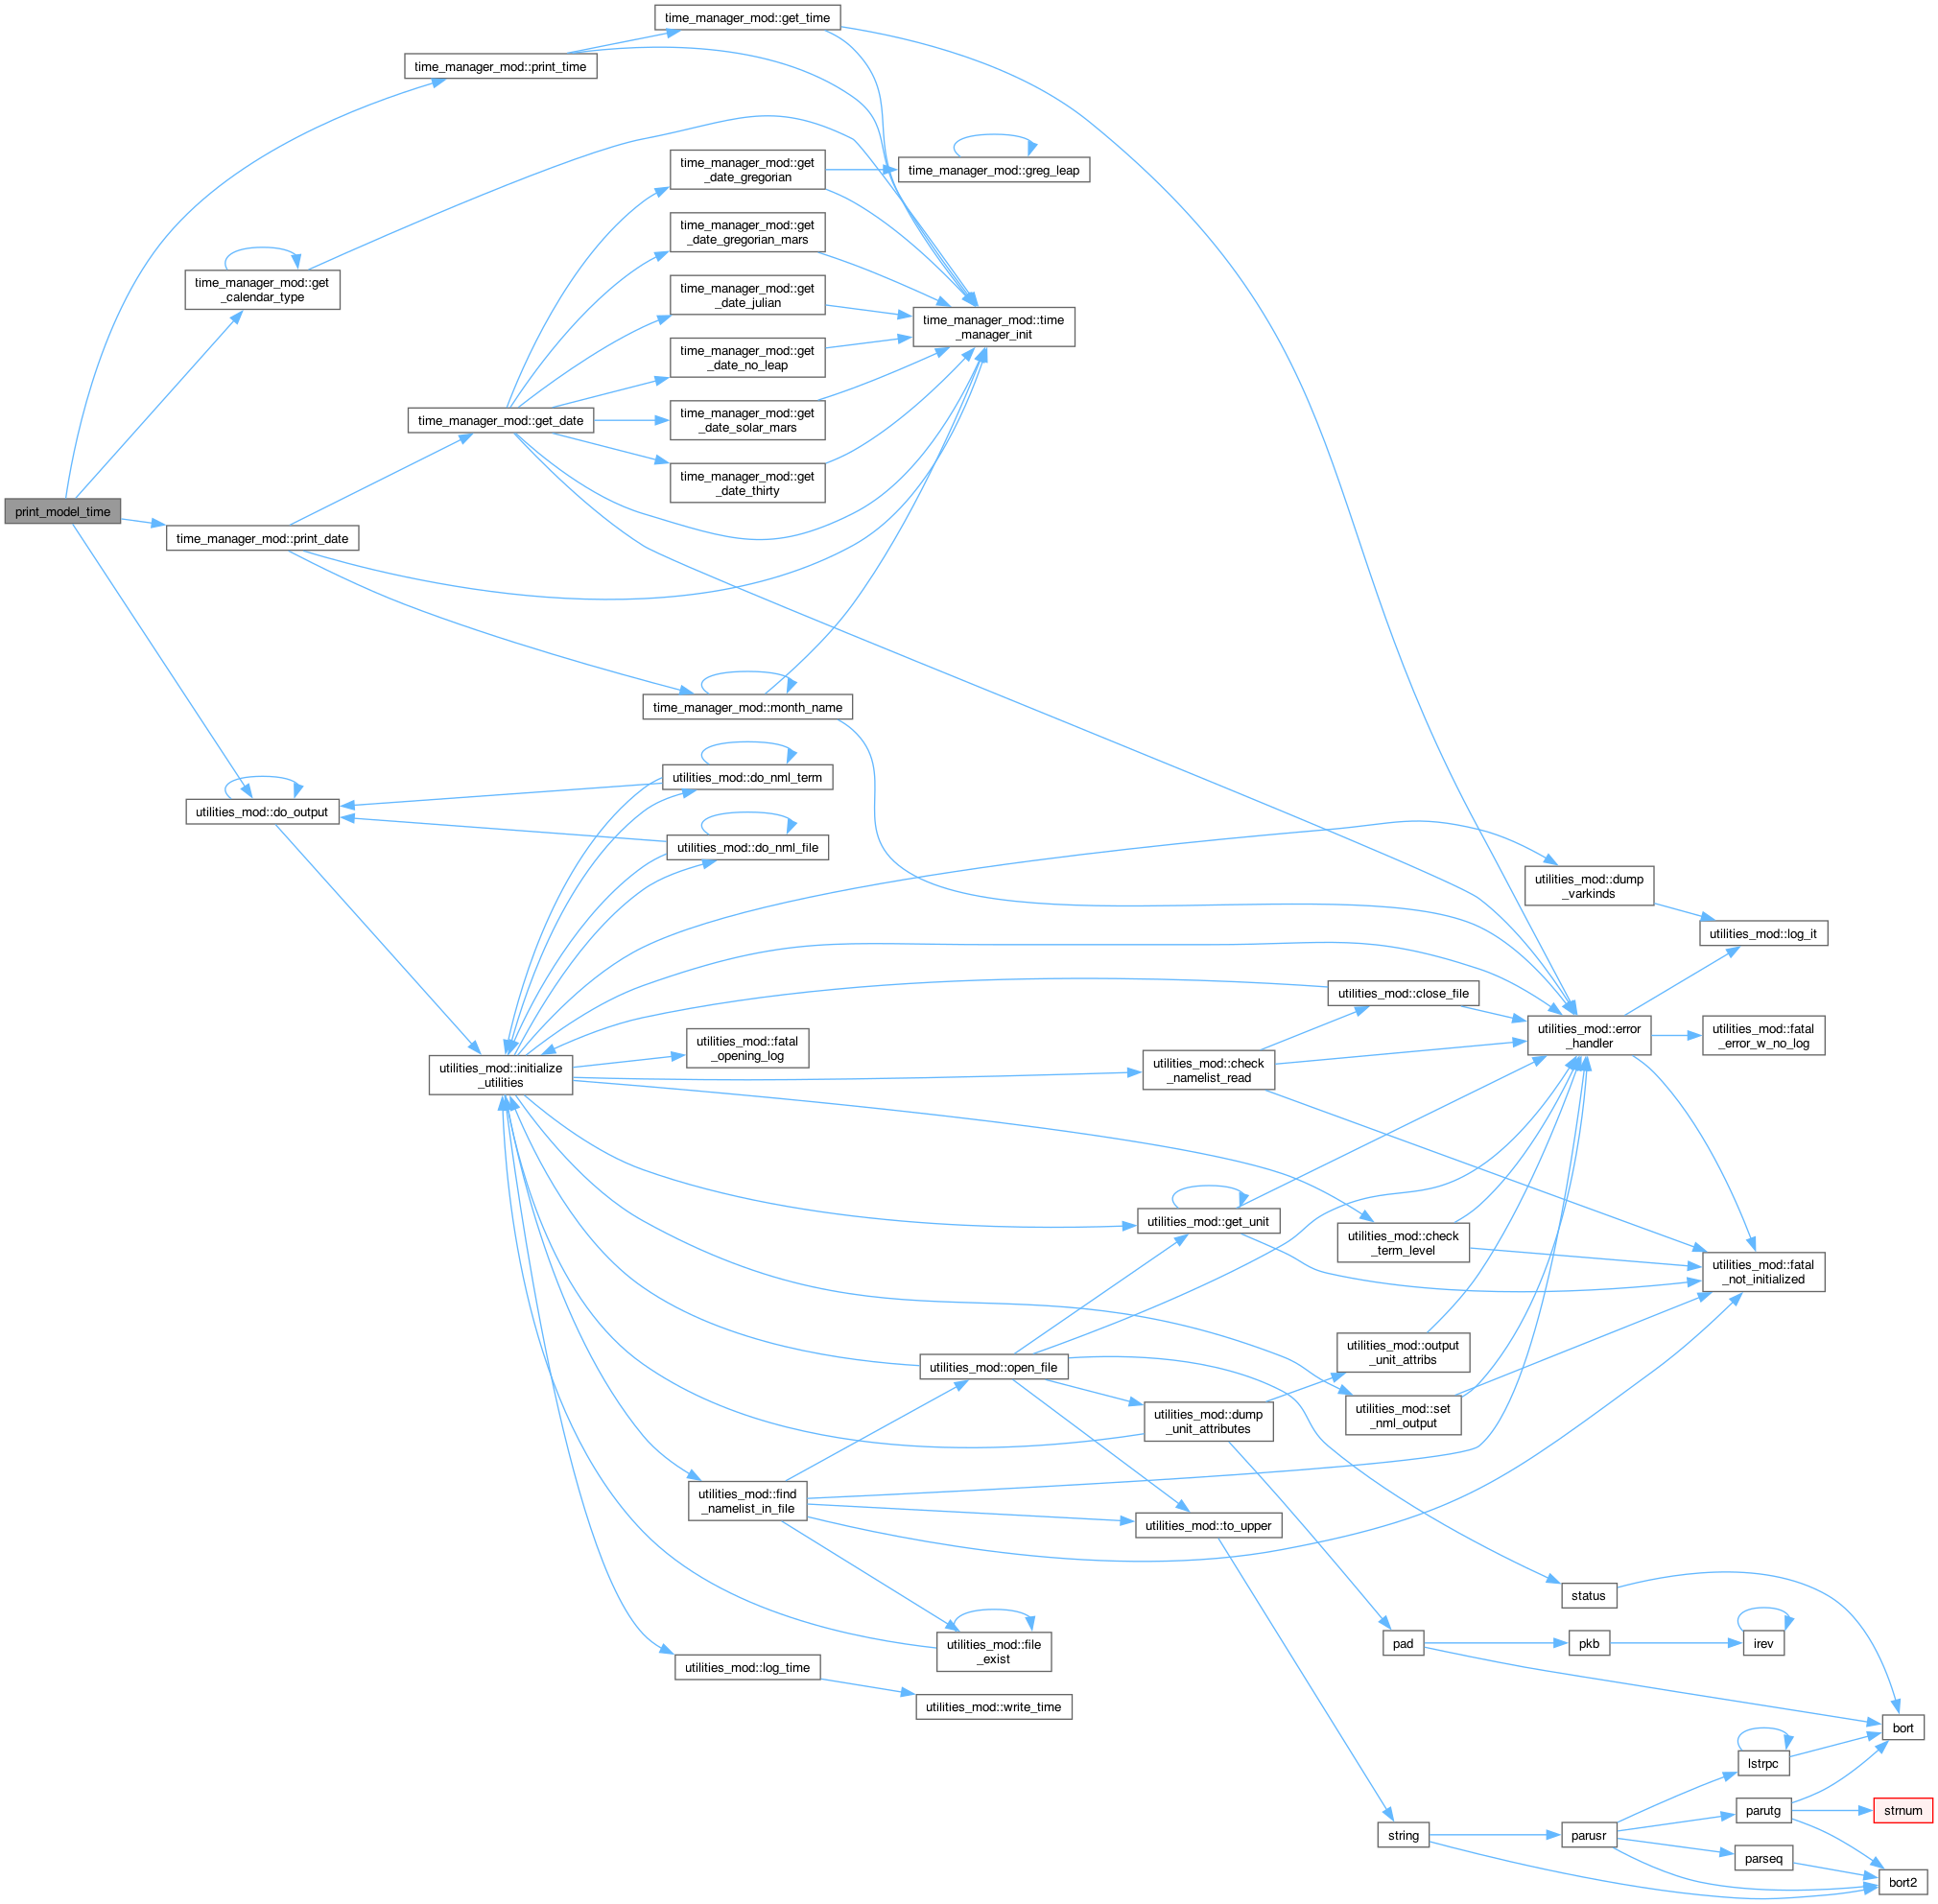 time_manager_mod::get_time
time_manager_mod::print_time
time_manager_mod::get
_date_gregorian
time_manager_mod::greg_leap
time_manager_mod::get
_date_gregorian_mars
time_manager_mod::get
_calendar_type
time_manager_mod::get
_date_julian
time_manager_mod::time
_manager_init
time_manager_mod::get
_date_no_leap
time_manager_mod::get_date
time_manager_mod::get
_date_solar_mars
time_manager_mod::get
_date_thirty
print_model_time
time_manager_mod::print_date
time_manager_mod::month_name
utilities_mod::do_nml_term
utilities_mod::do_output
utilities_mod::do_nml_file
utilities_mod::dump
_varkinds
utilities_mod::log_it
utilities_mod::close_file
utilities_mod::error
_handler
utilities_mod::fatal
_error_w_no_log
utilities_mod::fatal
_opening_log
utilities_mod::initialize
_utilities
utilities_mod::check
_namelist_read
utilities_mod::get_unit
utilities_mod::check
_term_level
utilities_mod::fatal
_not_initialized
utilities_mod::output
_unit_attribs
utilities_mod::open_file
utilities_mod::dump
_unit_attributes
utilities_mod::set
_nml_output
utilities_mod::find
_namelist_in_file
utilities_mod::to_upper
status
utilities_mod::file
_exist
pad
pkb
irev
utilities_mod::log_time
utilities_mod::write_time
bort
lstrpc
parutg
strnum
string
parusr
parseq
bort2